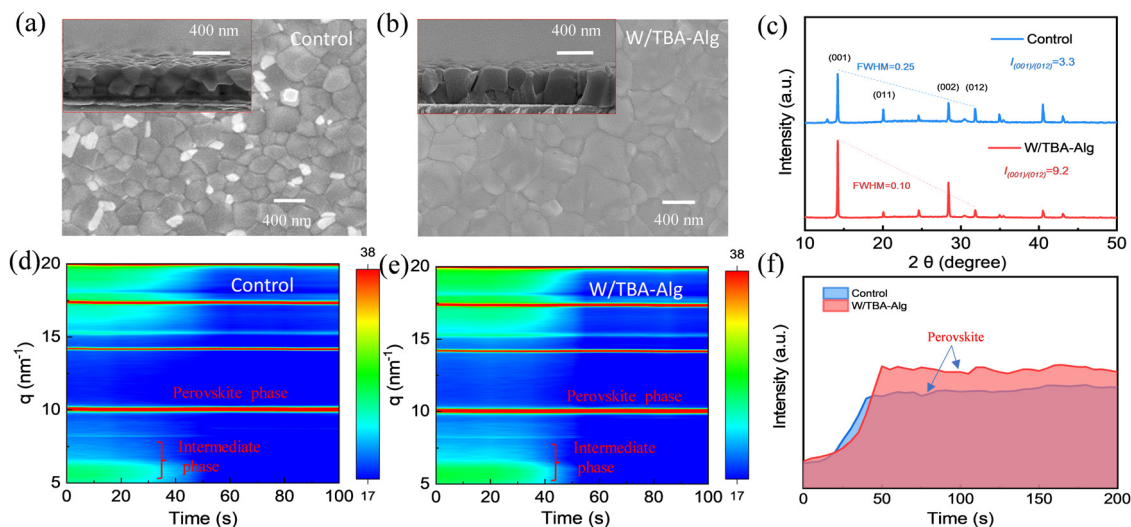 (a)
400 nm
Control
400 nm
(b)
400 nm
W/TBA-Alg
400 nm
(c)
Intensity (a.u.)
Control
I(001)/(012)=3.3
(001)
FWHM=0.25
(011)
(002)
(012)
W/TBA-Alg
I(001)/(012)=9.2
FWHM=0.10
10 20 30 40 50
2 θ (degree)
(d)
q (nm-1)
20
15
10
5
Control
Perovskite phase
Intermediate
phase
0 20 40 60 80 100
Time (s)
38
17
(e)
q (nm-1)
20
15
10
5
W/TBA-Alg
Perovskite phase
Intermediate
phase
0 20 40 60 80 100
Time (s)
38
17
(f)
Intensity (a.u.)
Control
W/TBA-Alg
Perovskite
0 50 100 150 200
Time (s)